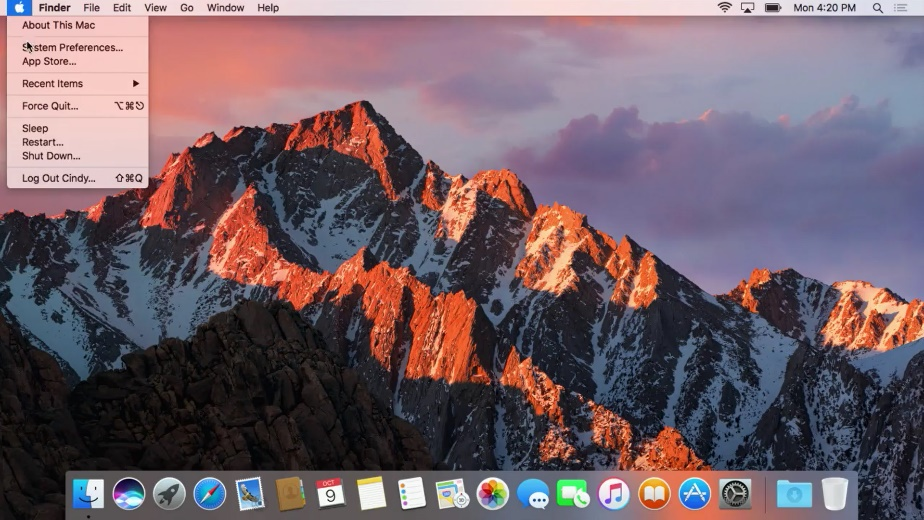 Finder File Edit View Go Window Help Mon 4:20 PM
About This Mac
System Preferences...
App Store...
Recent Items
Force Quit... ⌥⌘⎋
Sleep
Restart...
Shut Down...
Log Out Cindy... ⇧⌘Q
OCT
9